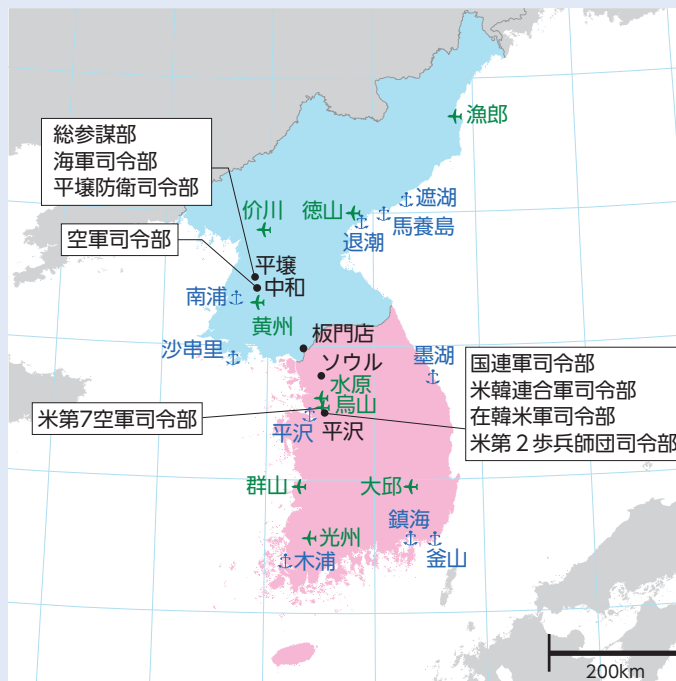 漁郎
総参謀部
海軍司令部
平壌防衛司令部
遮湖
馬養島
价川
徳山
退潮
空軍司令部
平壌
中和
南浦
黄州
板門店
沙串里
ソウル
墨湖
国連軍司令部
米韓連合軍司令部
在韓米軍司令部
米第2歩兵師団司令部
水原
烏山
米第7空軍司令部
平沢
平沢
群山
大邱
鎮海
光州
釜山
木浦
200km